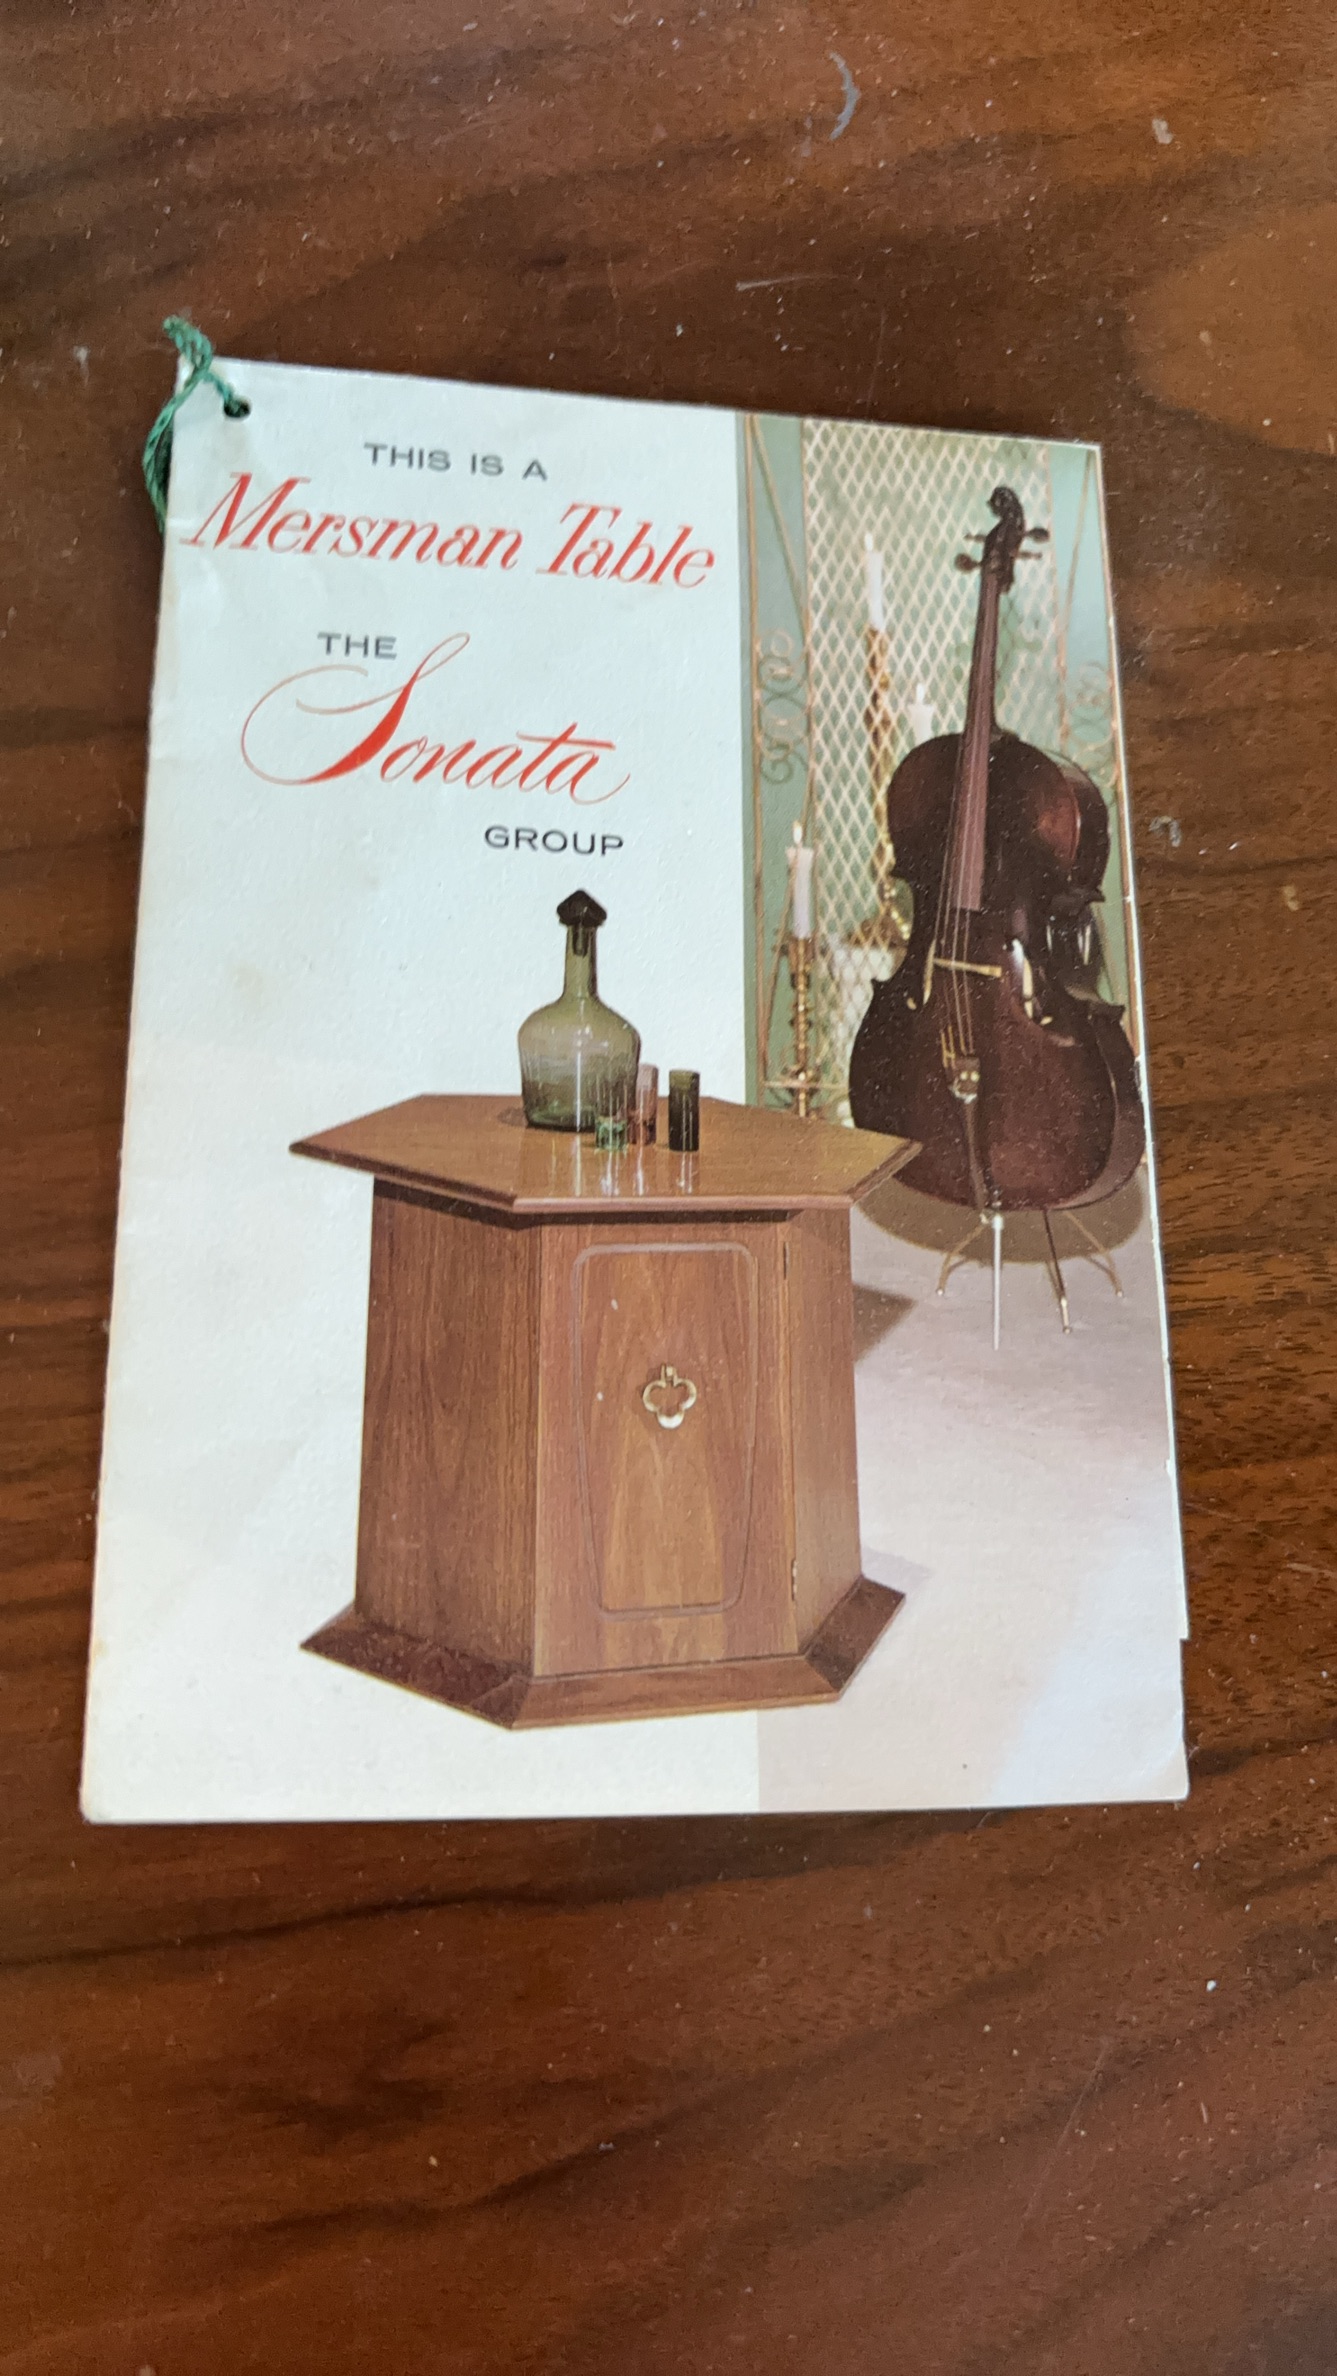 THIS IS A
Mersman Table
THE
Sonata
GROUP